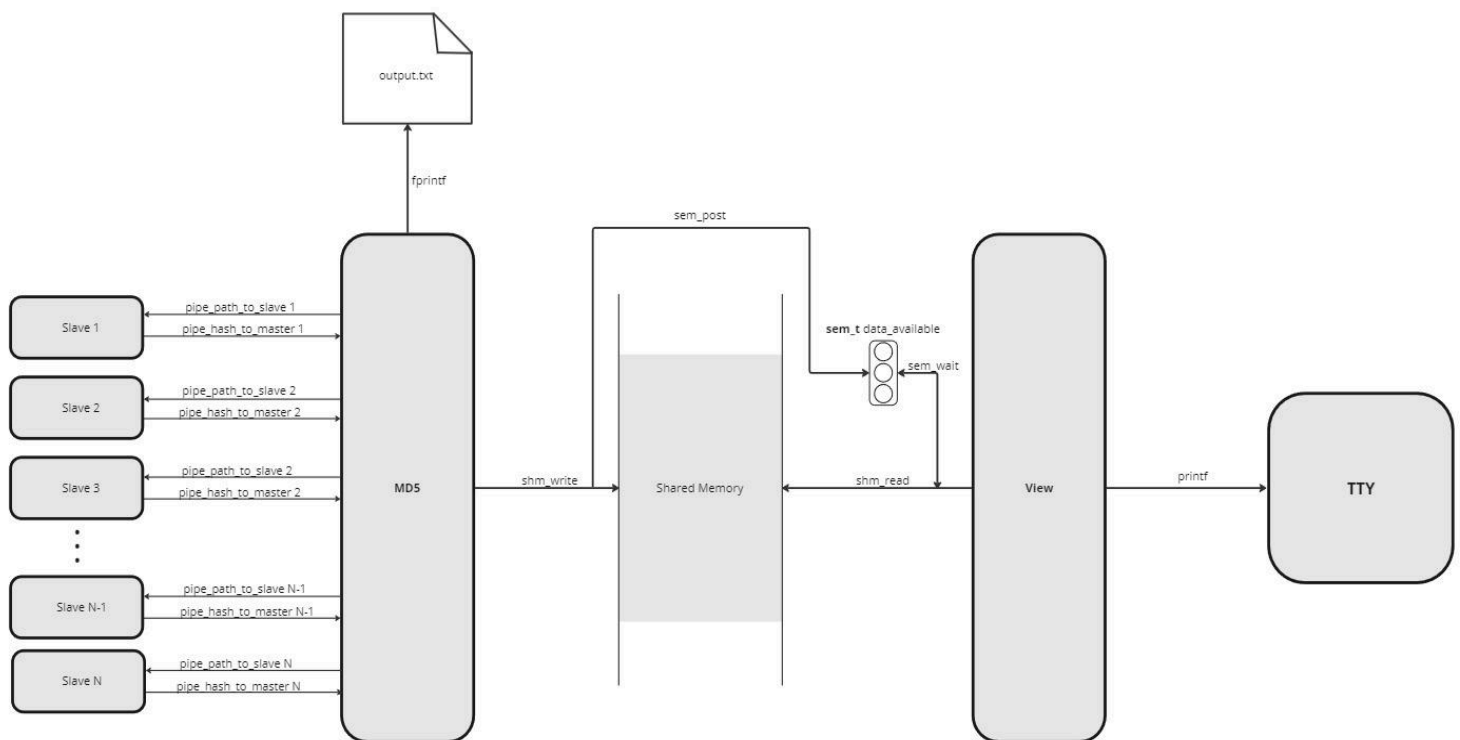 output.txt
fprintf
sem_post
pipe_path_to_slave 1
Slave 1
pipe_hash_to_master 1
sem_t data_available
sem_wait
pipe_path_to_slave 2
Slave 2
pipe_hash_to_master 2
pipe_path_to_slave 2
Slave 3
pipe_hash_to_master 2
MD5
shm_write
Shared Memory
shm_read
View
printf
TTY
pipe_path_to_slave N-1
Slave N-1
pipe_hash_to_master N-1
pipe_path_to_slave N
Slave N
pipe_hash_to_master N